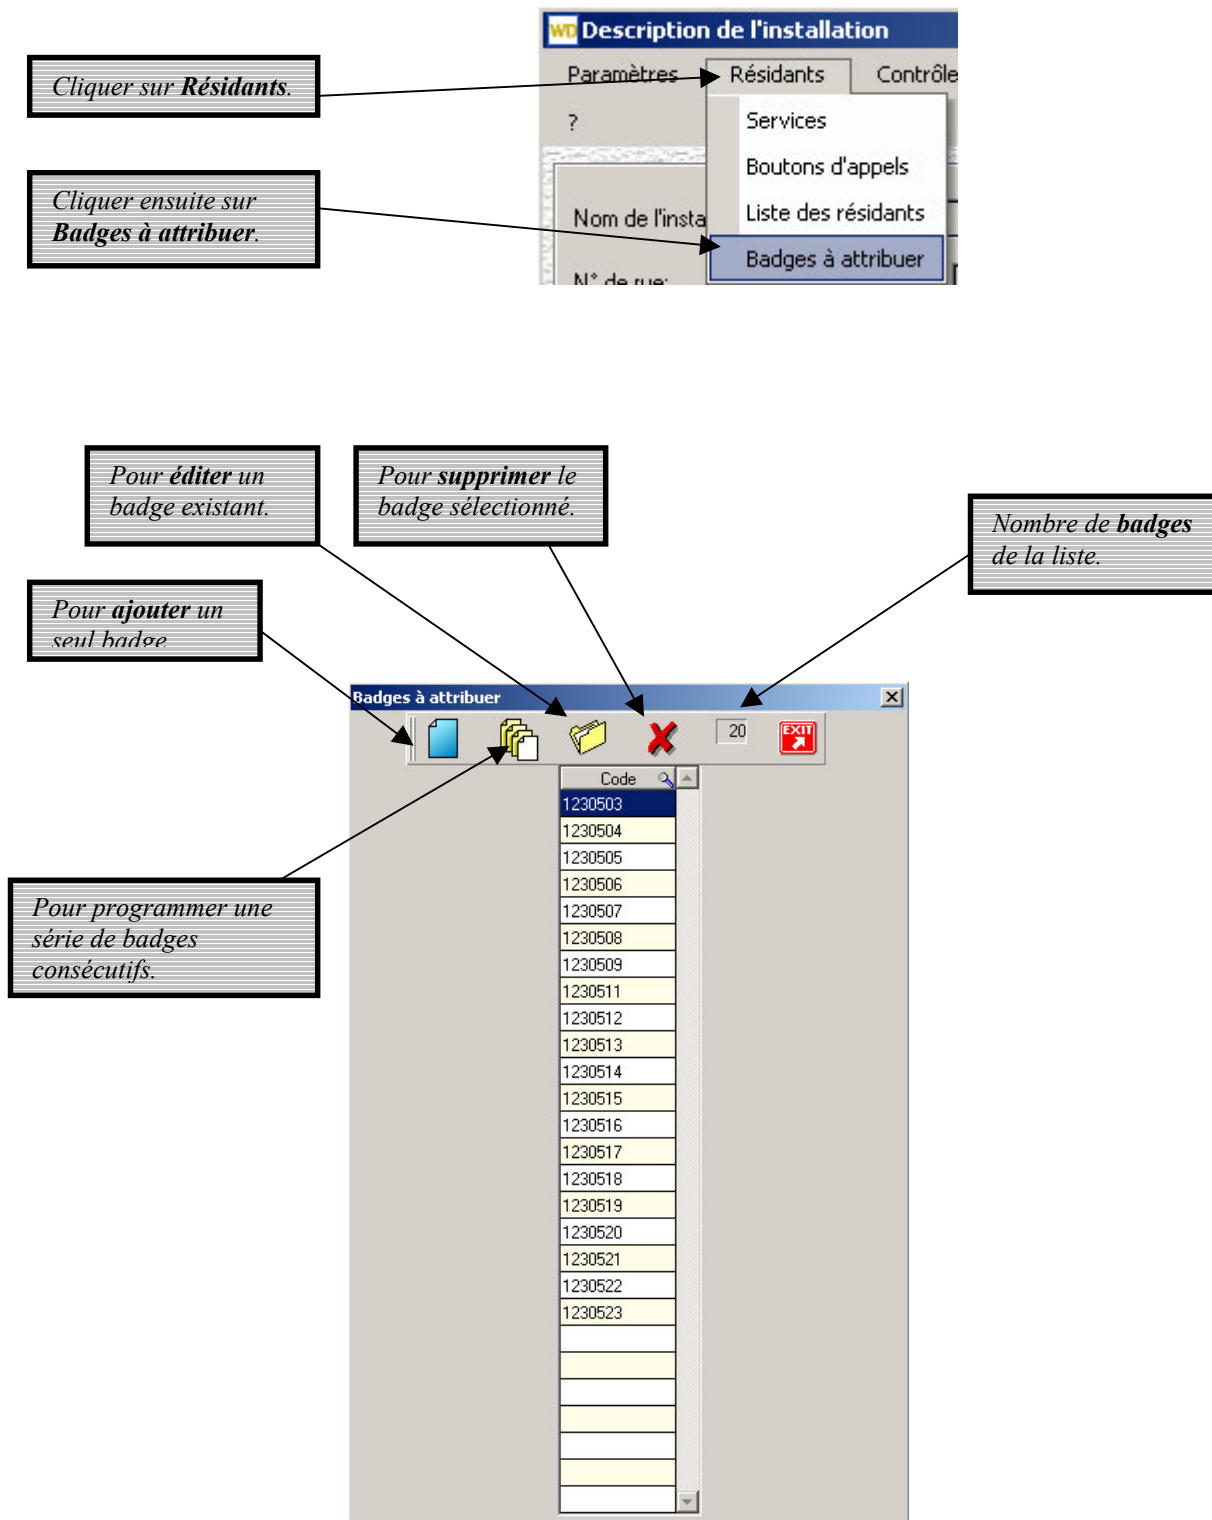 WD Description de l'installation
Paramètres Résidants Contrôle
?
Services
Boutons d'appels
Liste des résidants
Badges à attribuer
Nom de l'insta
N° de rue:
Cliquer sur Résidants.
Cliquer ensuite sur
Badges à attribuer.
Pour éditer un
badge existant.
Pour supprimer le
badge sélectionné.
Nombre de badges
de la liste.
Pour ajouter un
seul badge
Badges à attribuer
20 EXIT
Code
1230503
1230504
1230505
1230506
1230507
1230508
1230509
1230511
1230512
1230513
1230514
1230515
1230516
1230517
1230518
1230519
1230520
1230521
1230522
1230523
Pour programmer une
série de badges
consécutifs.